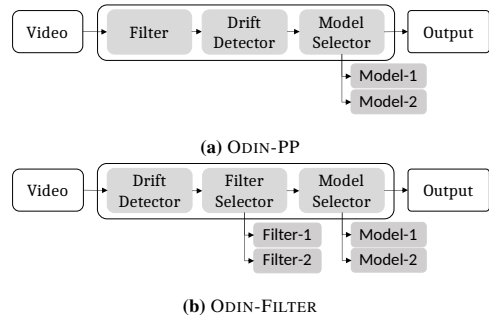 Video
Filter
Drift
Detector
Model
Selector
Output
Model-1
Model-2
(a) ODIN-PP
Video
Drift
Detector
Filter
Selector
Model
Selector
Output
Filter-1
Filter-2
Model-1
Model-2
(b) ODIN-FILTER